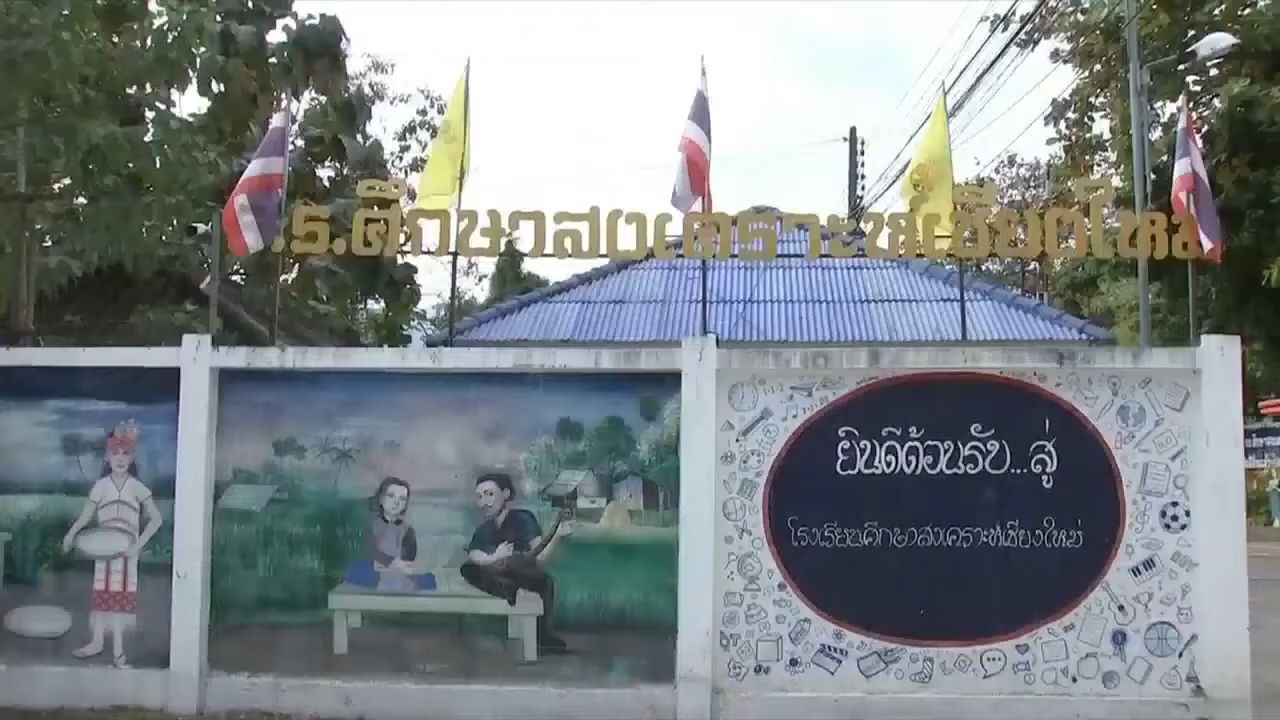 ร.ศึกษาสงเคราะห์เชียงใหม่
ยินดีต้อนรับ...สู่
โรงเรียนศึกษาสงเคราะห์เชียงใหม่